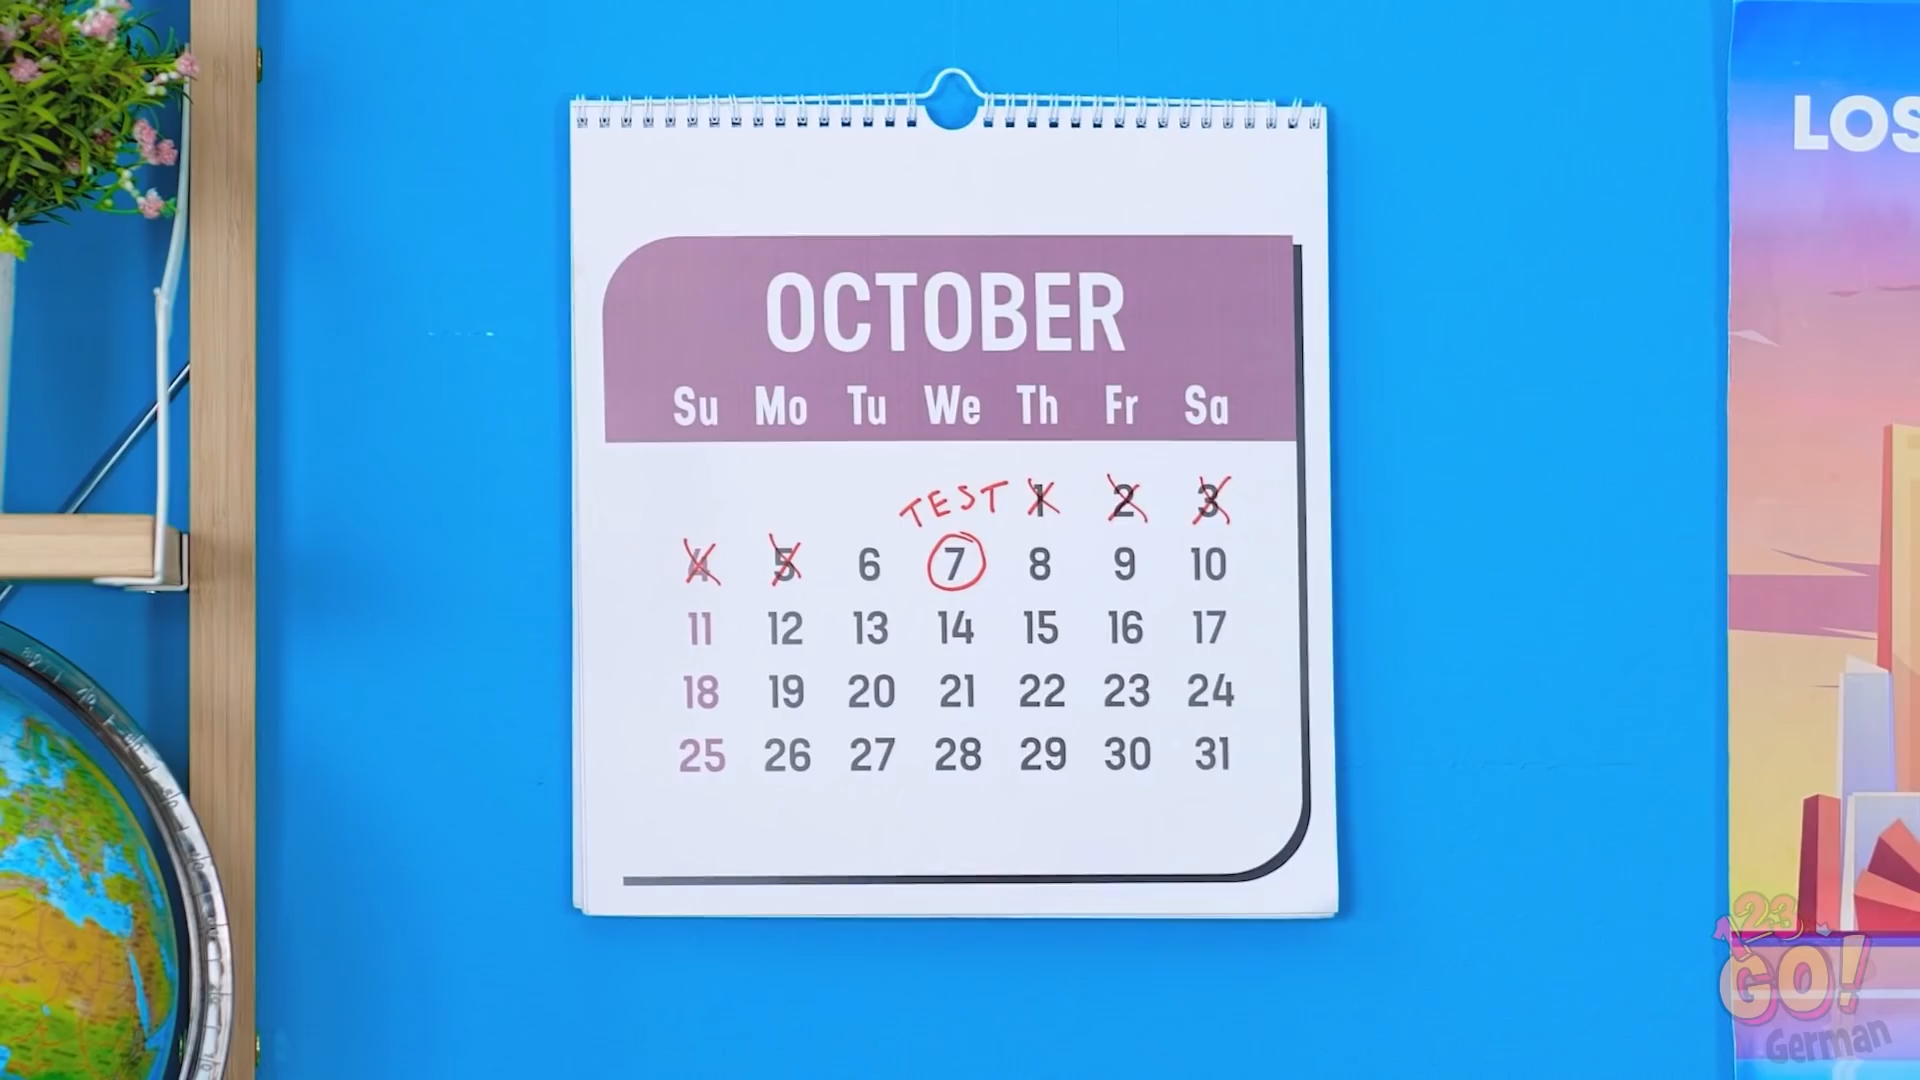 OCTOBER
Su Mo Tu We Th Fr Sa
TEST 1 2 3
4 5 6 7 8 9 10
11 12 13 14 15 16 17
18 19 20 21 22 23 24
25 26 27 28 29 30 31
LOS
123
GO!
German